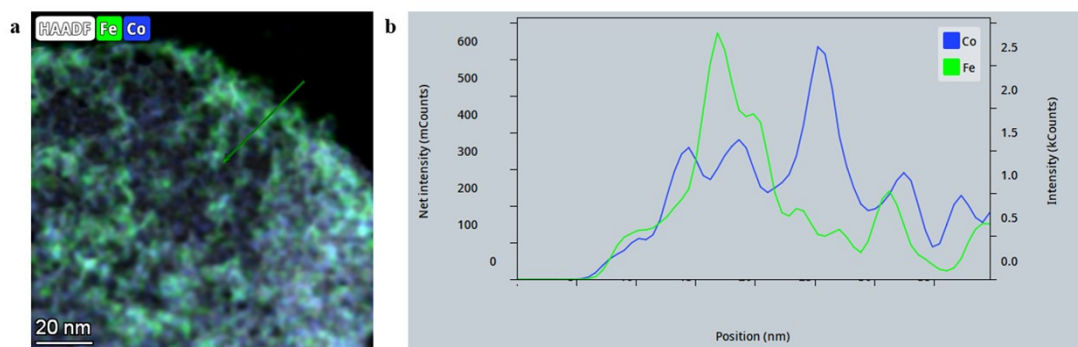 a
HAADF Fe Co
20 nm
b
Net intensity (mCounts)
600
500
400
300
200
100
0
Co
Fe
2.5
2.0
1.5
1.0
0.5
0.0
Intensity (kCounts)
Position (nm)